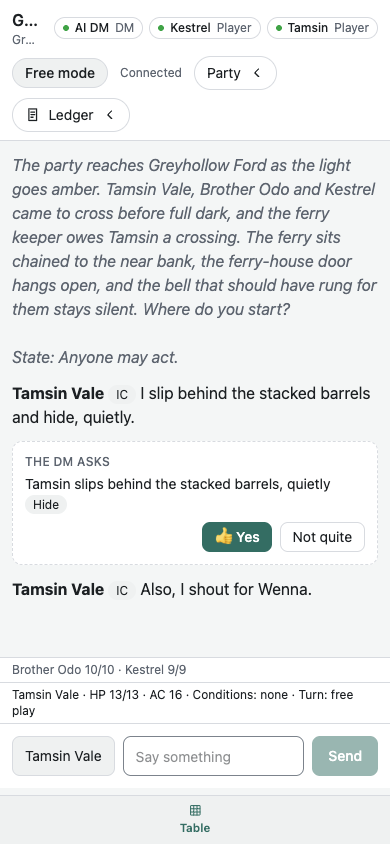 G...
Gr...
AI DM DM
Kestrel Player
Tamsin Player
Free mode
Connected
Party
Ledger
The party reaches Greyhollow Ford as the light
goes amber. Tamsin Vale, Brother Odo and Kestrel
came to cross before full dark, and the ferry
keeper owes Tamsin a crossing. The ferry sits
chained to the near bank, the ferry-house door
hangs open, and the bell that should have rung for
them stays silent. Where do you start?
State: Anyone may act.
Tamsin Vale IC I slip behind the stacked barrels
and hide, quietly.
THE DM ASKS
Tamsin slips behind the stacked barrels, quietly
Hide
👍 Yes
Not quite
Tamsin Vale IC Also, I shout for Wenna.
Brother Odo 10/10 · Kestrel 9/9
Tamsin Vale · HP 13/13 · AC 16 · Conditions: none · Turn: free
play
Tamsin Vale
Say something
Send
Table